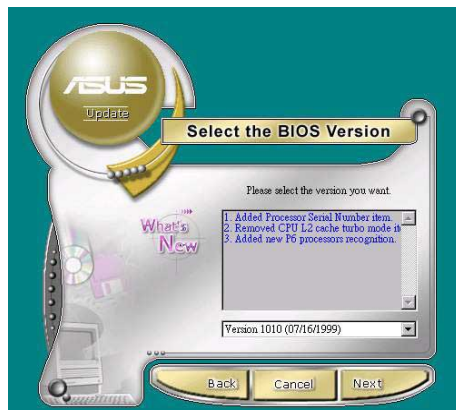 ASUS
Update
Select the BIOS Version
Please select the version you want.
What's
New
1. Added Processor Serial Number item.
2. Removed CPU L2 cache turbo mode it
3. Added new P6 processors recognition.
Version 1010 (07/16/1999)
Back
Cancel
Next